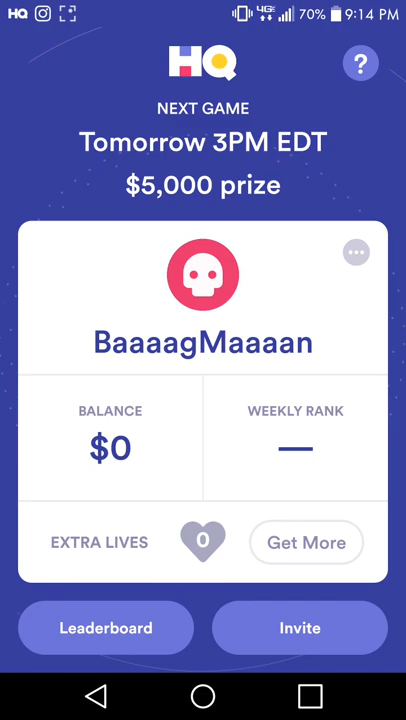 HQ 4GE 70% 9:14 PM
HQ
?
NEXT GAME
Tomorrow 3PM EDT
$5,000 prize
BaaaagMaaaan
BALANCE WEEKLY RANK
$0 —
EXTRA LIVES 0 Get More
Leaderboard Invite